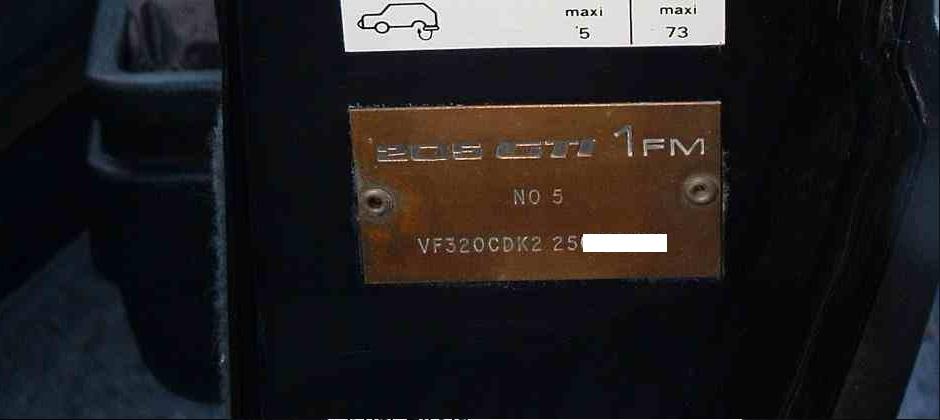 maxi maxi
5 73
205 GTI 1FM
NO 5
VF320CDK2 25